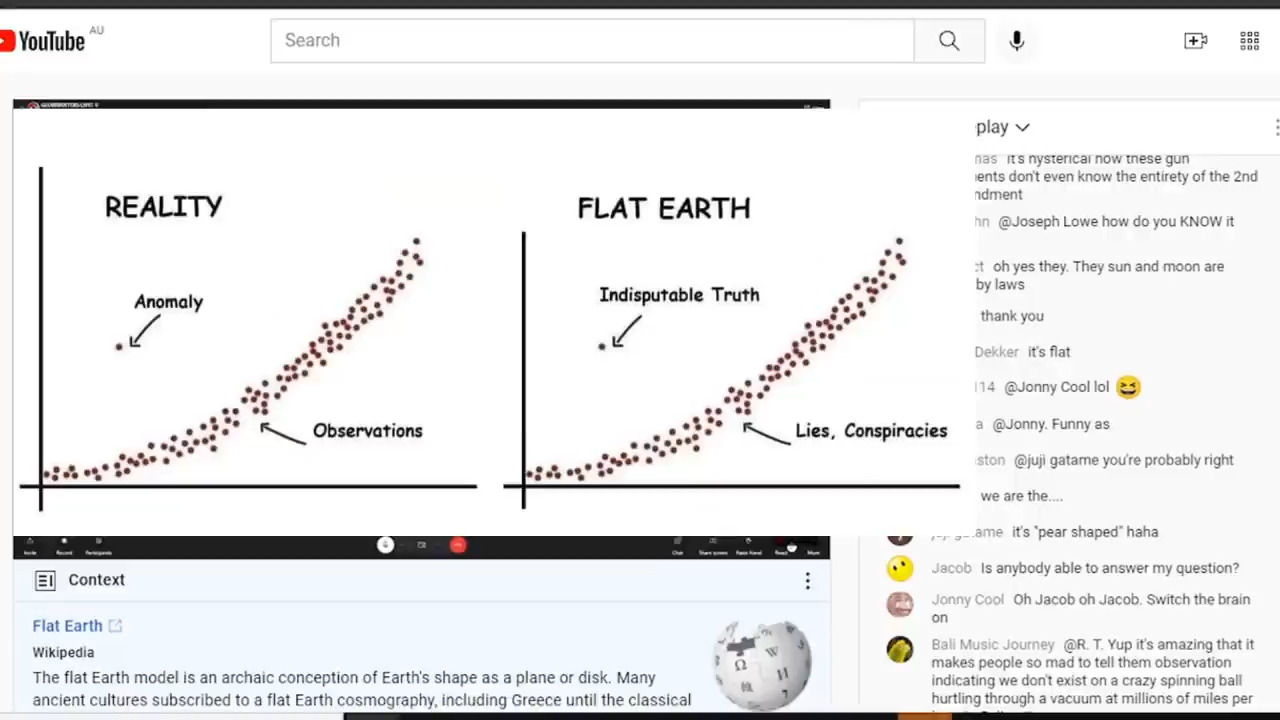 YouTube AU
Search
REALITY
Anomaly
Observations
FLAT EARTH
Indisputable Truth
Lies, Conspiracies
Context
Flat Earth
Wikipedia
The flat Earth model is an archaic conception of Earth's shape as a plane or disk. Many
ancient cultures subscribed to a flat Earth cosmography, including Greece until the classical
play
it's hysterical how these gun
ents don't even know the entirety of the 2nd
ndment
@Joseph Lowe how do you KNOW it
oh yes they. They sun and moon are
by laws
thank you
Dekker it's flat
114 @Jonny Cool lol
@Jonny. Funny as
ston @juji gatame you're probably right
we are the....
ame it's "pear shaped" haha
Jacob Is anybody able to answer my question?
Jonny Cool Oh Jacob oh Jacob. Switch the brain
on
Bali Music Journey @R. T. Yup it's amazing that it
makes people so mad to tell them observation
indicating we don't exist on a crazy spinning ball
hurtling through a vacuum at millions of miles per